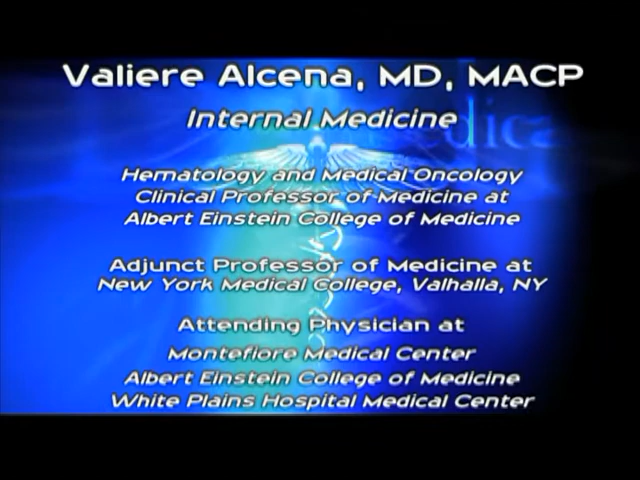 Valiere Alcena, MD, MACP
Internal Medicine
edica
Hematology and Medical Oncology
Clinical Professor of Medicine at
Albert Einstein College of Medicine
Adjunct Professor of Medicine at
New York Medical College, Valhalla, NY
Attending Physician at
Montefiore Medical Center
Albert Einstein College of Medicine
White Plains Hospital Medical Center